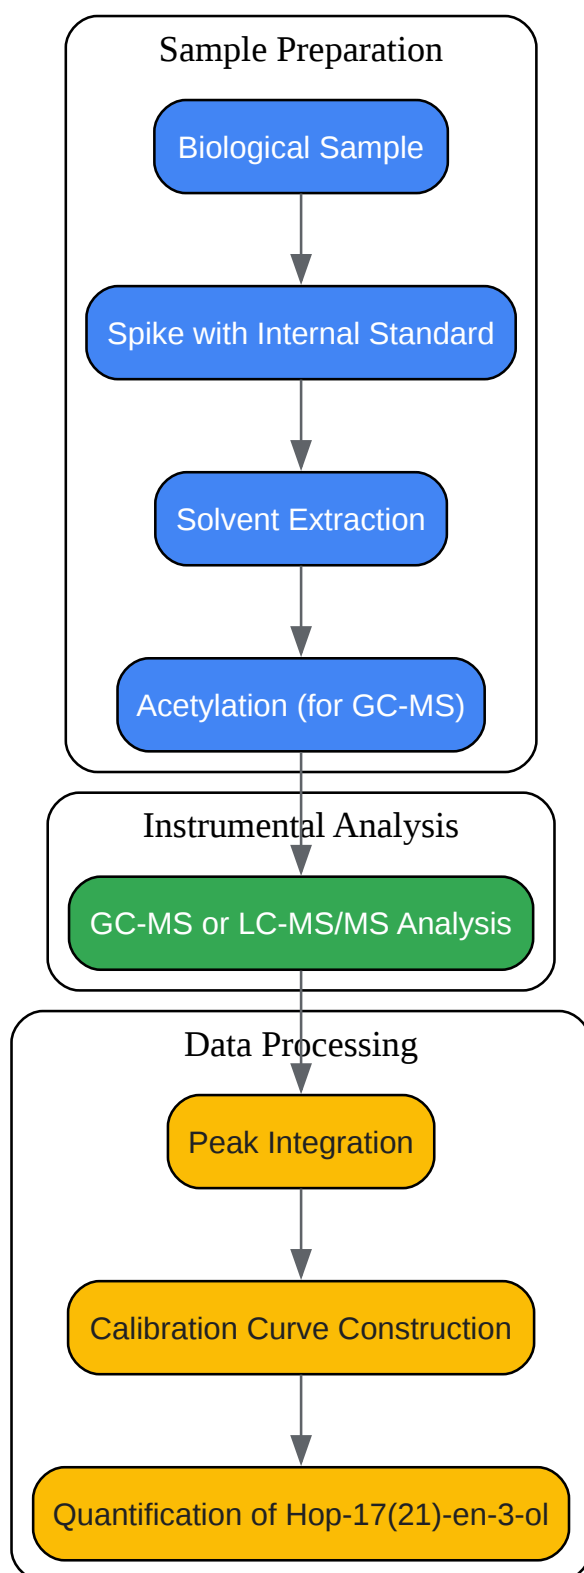 Sample Preparation
Biological Sample
Spike with Internal Standard
Solvent Extraction
Acetylation (for GC-MS)
Instrumental Analysis
GC-MS or LC-MS/MS Analysis
Data Processing
Peak Integration
Calibration Curve Construction
Quantification of Hop-17(21)-en-3-ol